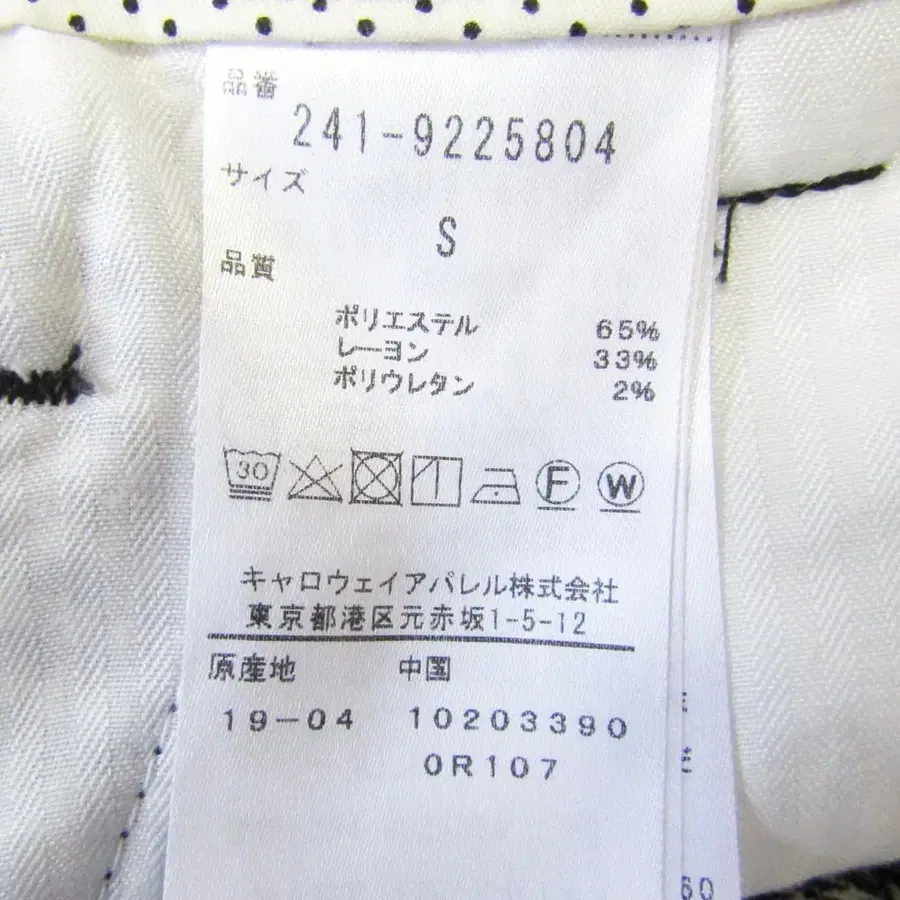 品番
241-9225804
サイズ
S
品質
ポリエステル 65%
レーヨン 33%
ポリウレタン 2%
30 F W
キャロウェイアパレル株式会社
東京都港区元赤坂1-5-12
原産地 中国
19-04 10203390
0R107
60